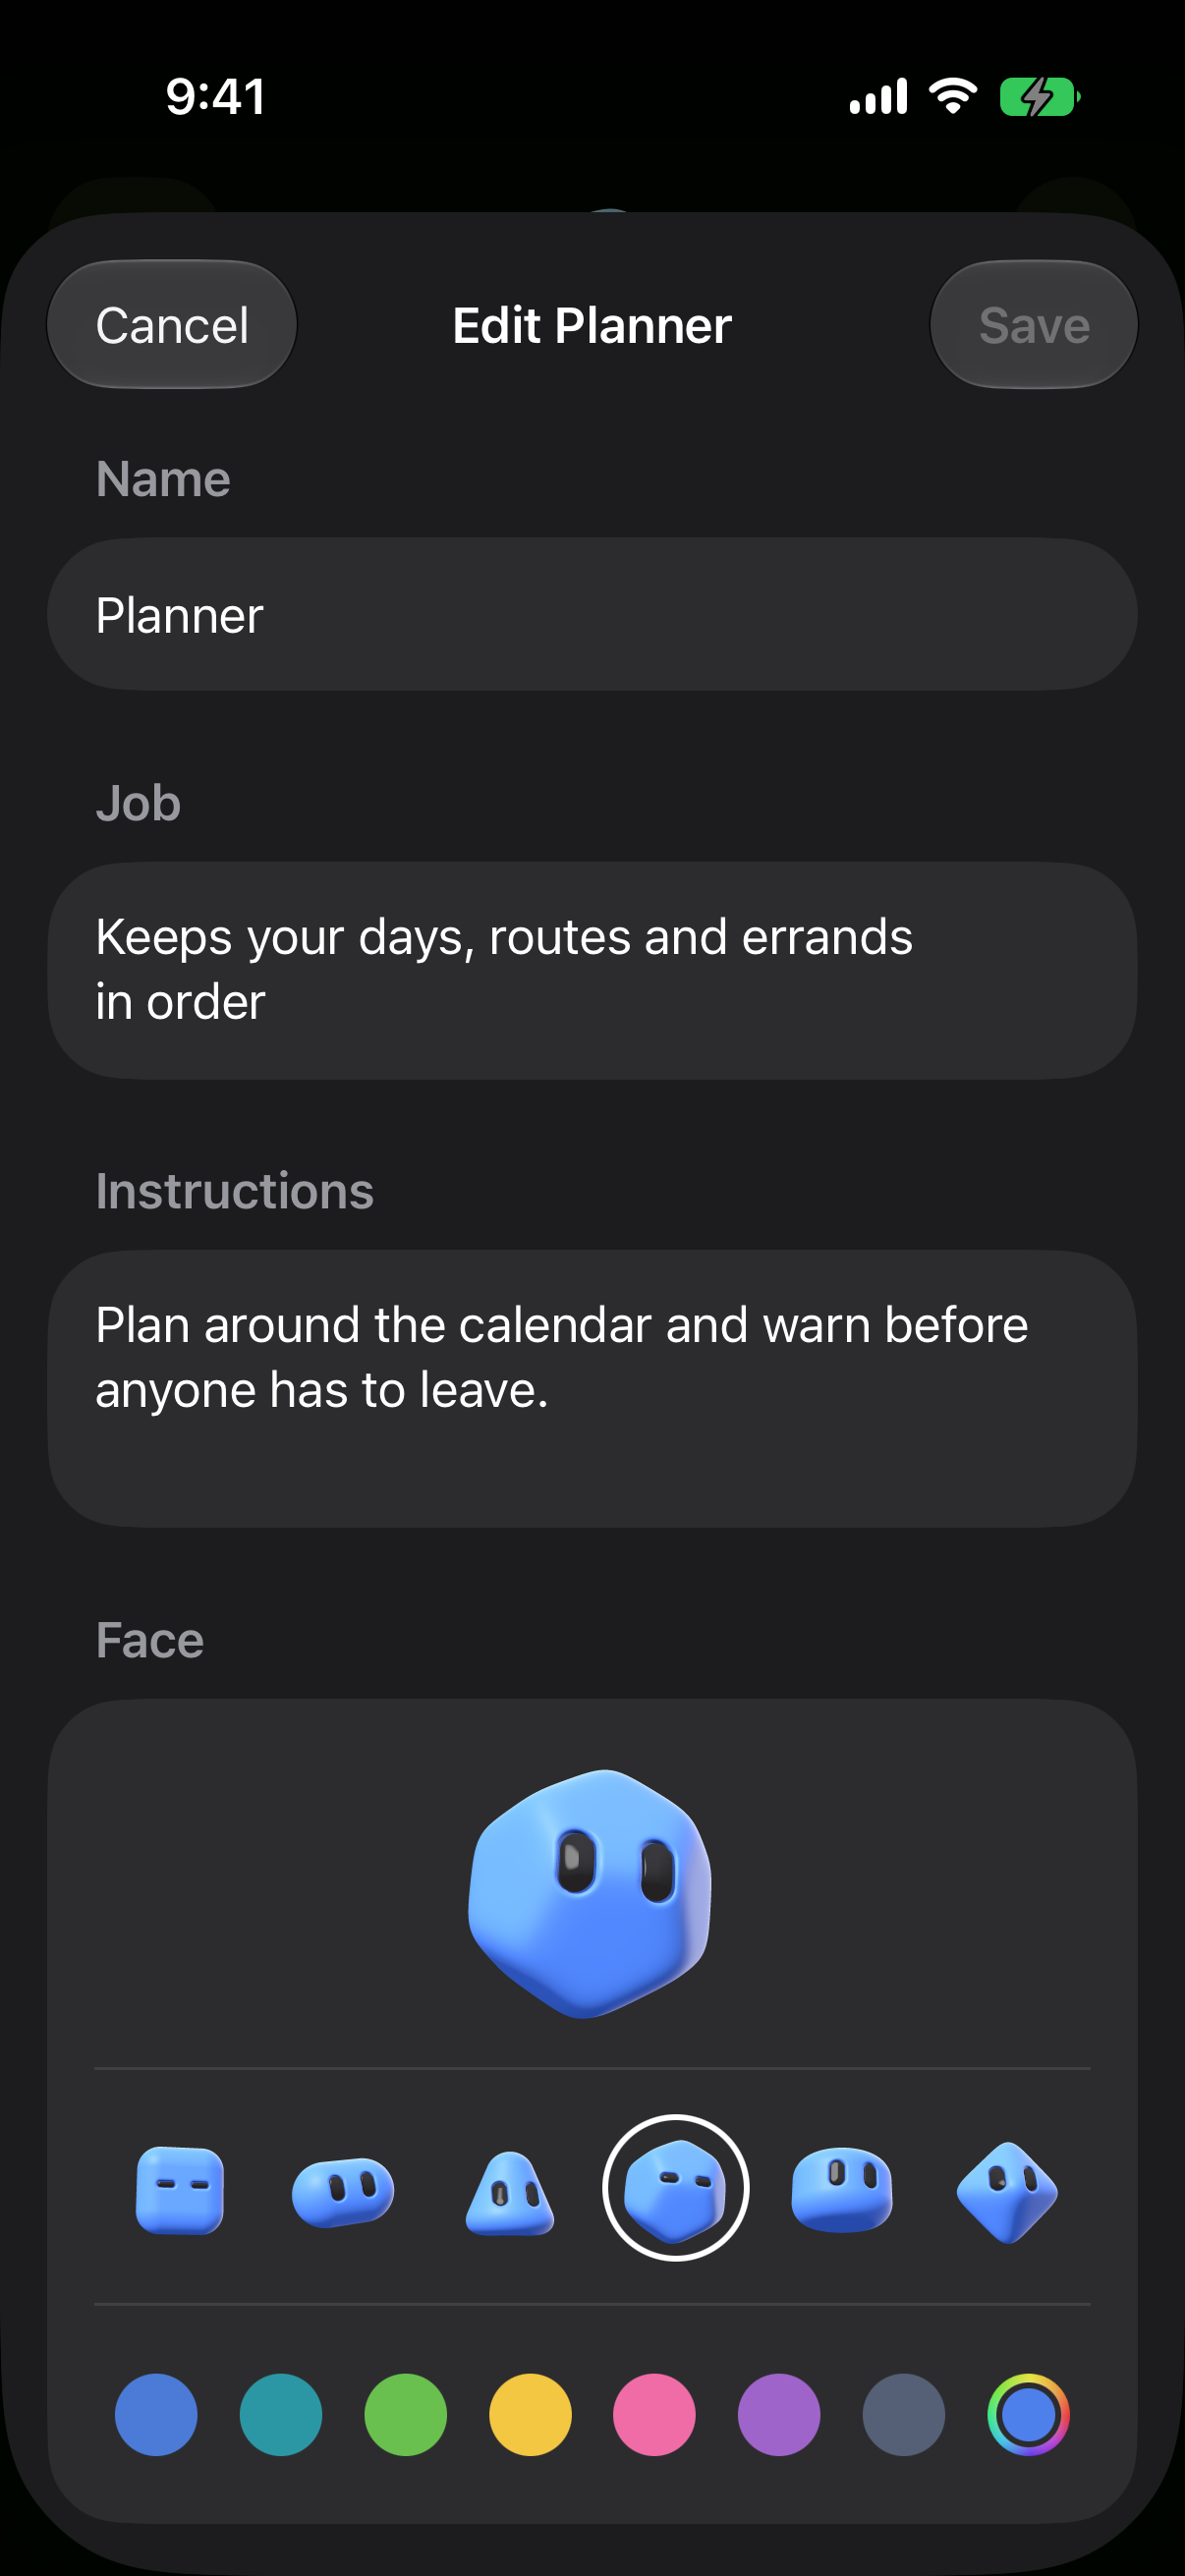 9:41
Cancel
Edit Planner
Save
Name
Planner
Job
Keeps your days, routes and errands
in order
Instructions
Plan around the calendar and warn before
anyone has to leave.
Face